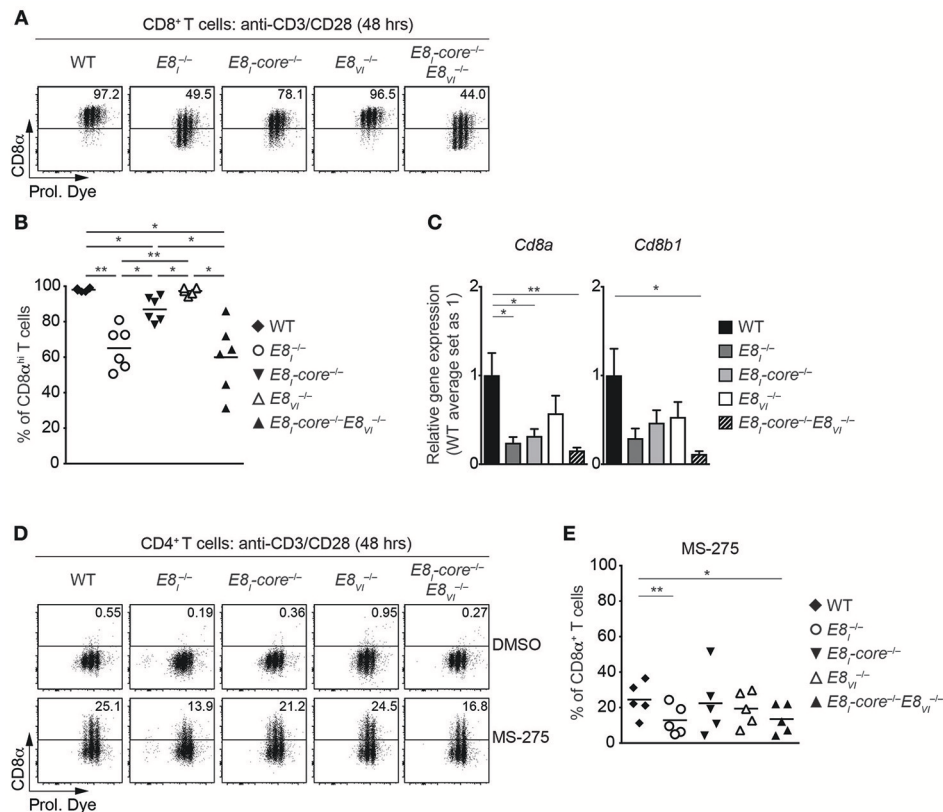 A
CD8⁺ T cells: anti-CD3/CD28 (48 hrs)
WT E8ᵢ⁻/⁻ E8ᵢ-core⁻/⁻ E8ᵥᵢ⁻/⁻ E8ᵢ-core⁻/⁻
E8ᵥᵢ⁻/⁻
97.2 49.5 78.1 96.5 44.0
CD8α
Prol. Dye
B
* 
* *
**
** * * *
% of CD8αʰⁱ T cells
100
80
60
40
20
0
WT
E8ᵢ⁻/⁻
E8ᵢ-core⁻/⁻
E8ᵥᵢ⁻/⁻
E8ᵢ-core⁻/⁻E8ᵥᵢ⁻/⁻
C
Cd8a Cd8b1
Relative gene expression
(WT average set as 1)
2 2
** *
*
*
1 1
0 0
WT
E8ᵢ⁻/⁻
E8ᵢ-core⁻/⁻
E8ᵥᵢ⁻/⁻
E8ᵢ-core⁻/⁻E8ᵥᵢ⁻/⁻
D
CD4⁺ T cells: anti-CD3/CD28 (48 hrs)
WT E8ᵢ⁻/⁻ E8ᵢ-core⁻/⁻ E8ᵥᵢ⁻/⁻ E8ᵢ-core⁻/⁻
E8ᵥᵢ⁻/⁻
0.55 0.19 0.36 0.95 0.27
DMSO
25.1 13.9 21.2 24.5 16.8
MS-275
CD8α
Prol. Dye
E
MS-275
% of CD8α⁺ T cells
100
80
60
40
20
0
*
**
WT
E8ᵢ⁻/⁻
E8ᵢ-core⁻/⁻
E8ᵥᵢ⁻/⁻
E8ᵢ-core⁻/⁻E8ᵥᵢ⁻/⁻